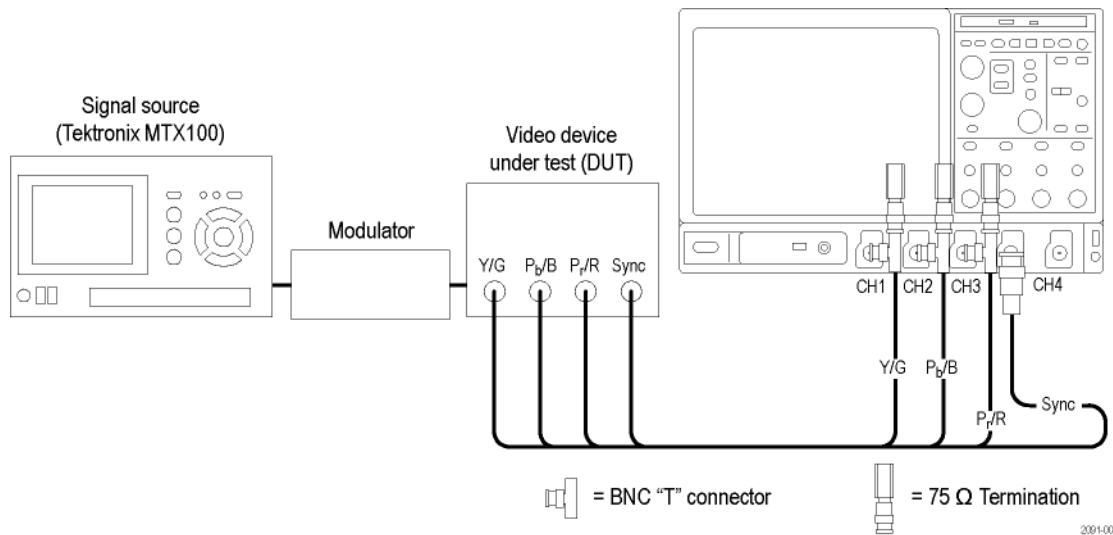 Signal source
(Tektronix MTX100)
Modulator
Video device
under test (DUT)
Y/G Pb/B Pr/R Sync
CH1 CH2 CH3 CH4
Y/G Pb/B
Pr/R
Sync
= BNC “T” connector
= 75 Ω Termination
2091-00